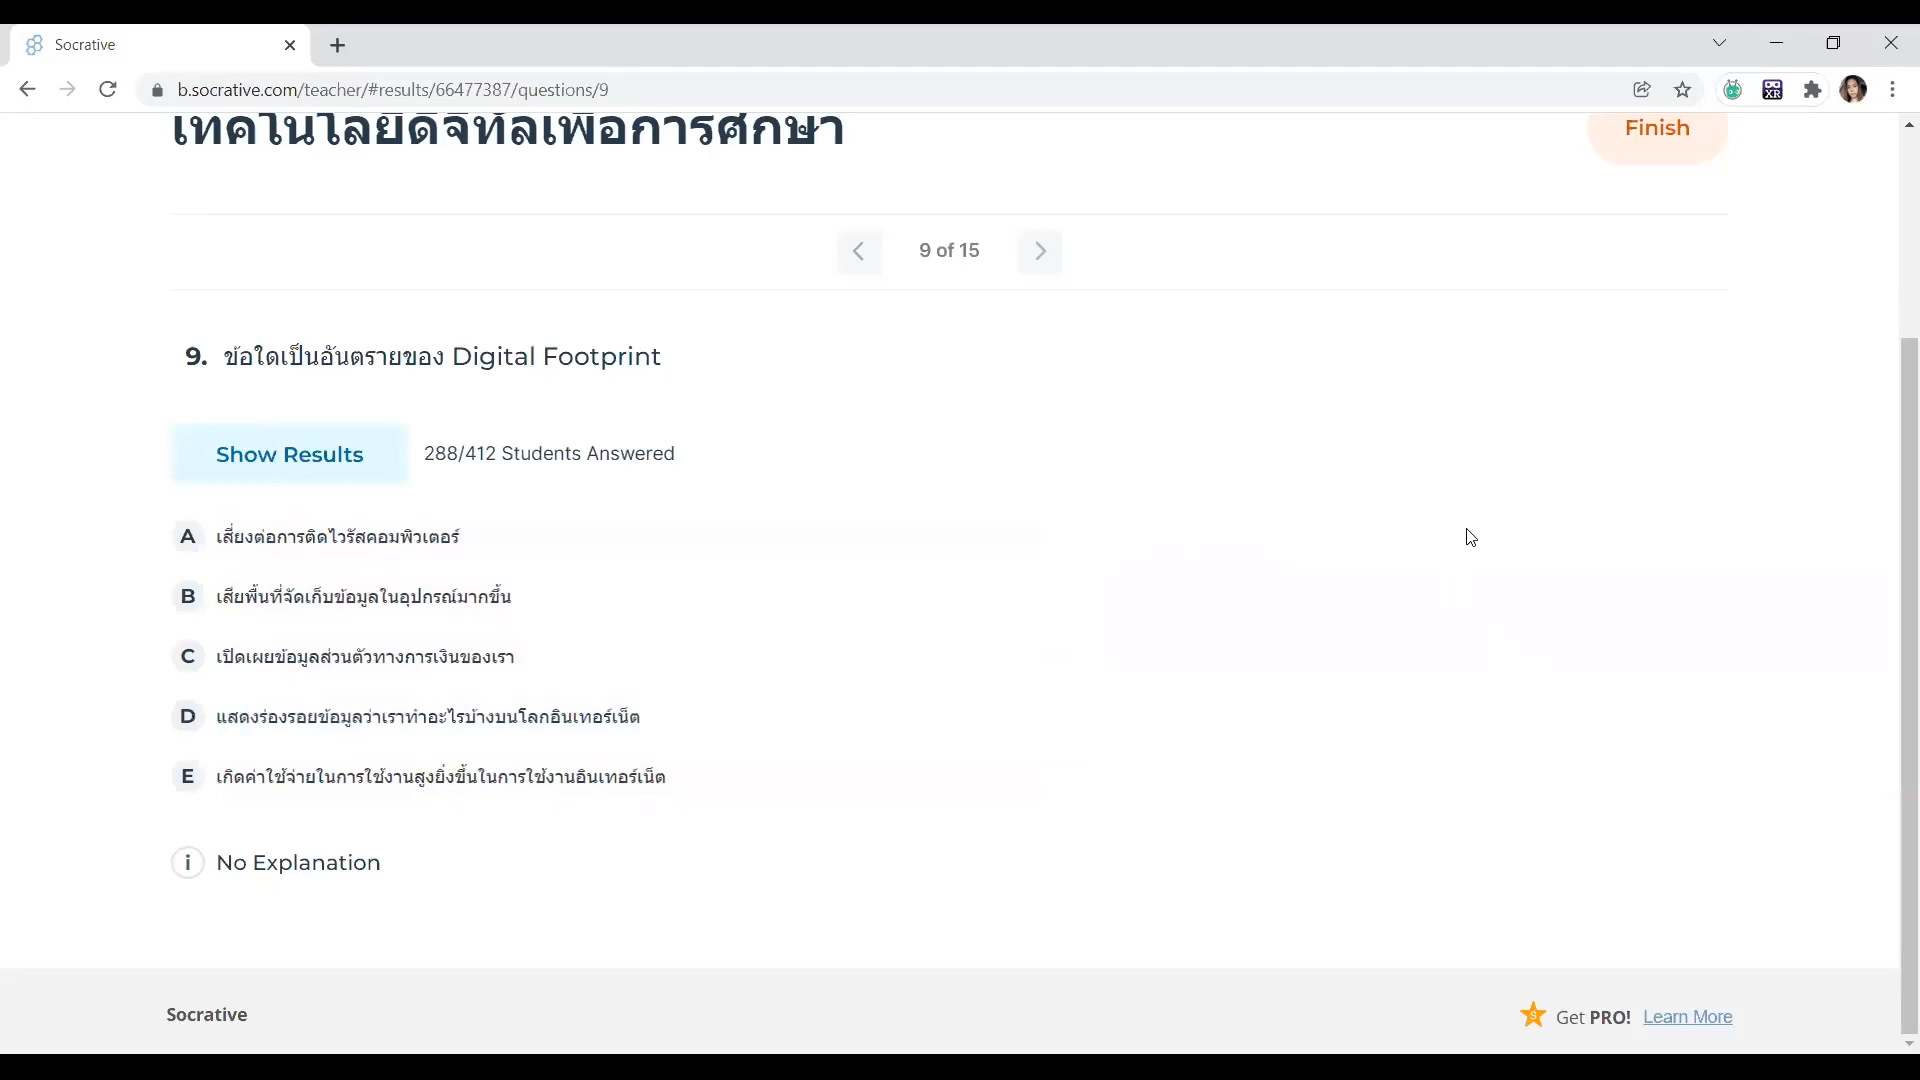 Socrative
b.socrative.com/teacher/#results/66477387/questions/9
XR
เทคโนโลยีดิจิทัลเพื่อการศึกษา
Finish
9 of 15
9. ข้อใดเป็นอันตรายของ Digital Footprint
Show Results 288/412 Students Answered
A เสี่ยงต่อการติดไวรัสคอมพิวเตอร์
B เสียพื้นที่จัดเก็บข้อมูลในอุปกรณ์มากขึ้น
C เปิดเผยข้อมูลส่วนตัวทางการเงินของเรา
D แสดงร่องรอยข้อมูลว่าเราทำอะไรบ้างบนโลกอินเทอร์เน็ต
E เกิดค่าใช้จ่ายในการใช้งานสูงยิ่งขึ้นในการใช้งานอินเทอร์เน็ต
i No Explanation
Socrative
S Get PRO! Learn More